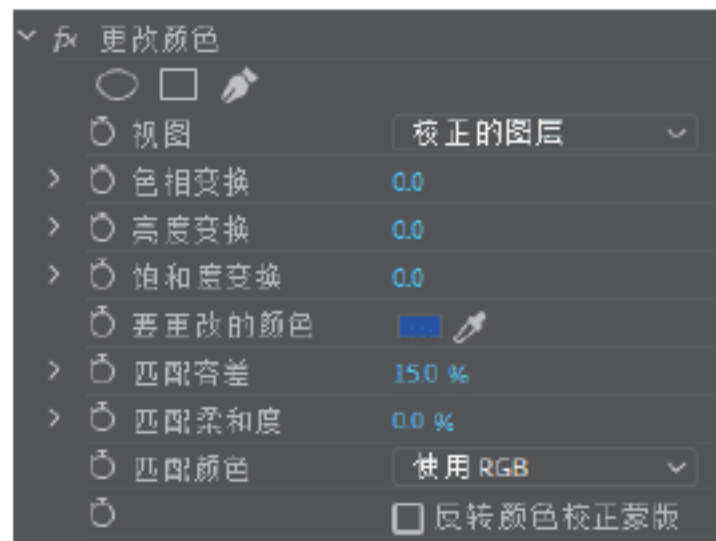 fx 更改颜色
视图 校正的图层
色相变换 0.0
亮度变换 0.0
饱和度变换 0.0
要更改的颜色
匹配容差 15.0 %
匹配柔和度 0.0 %
匹配颜色 使用 RGB
反转颜色校正蒙版